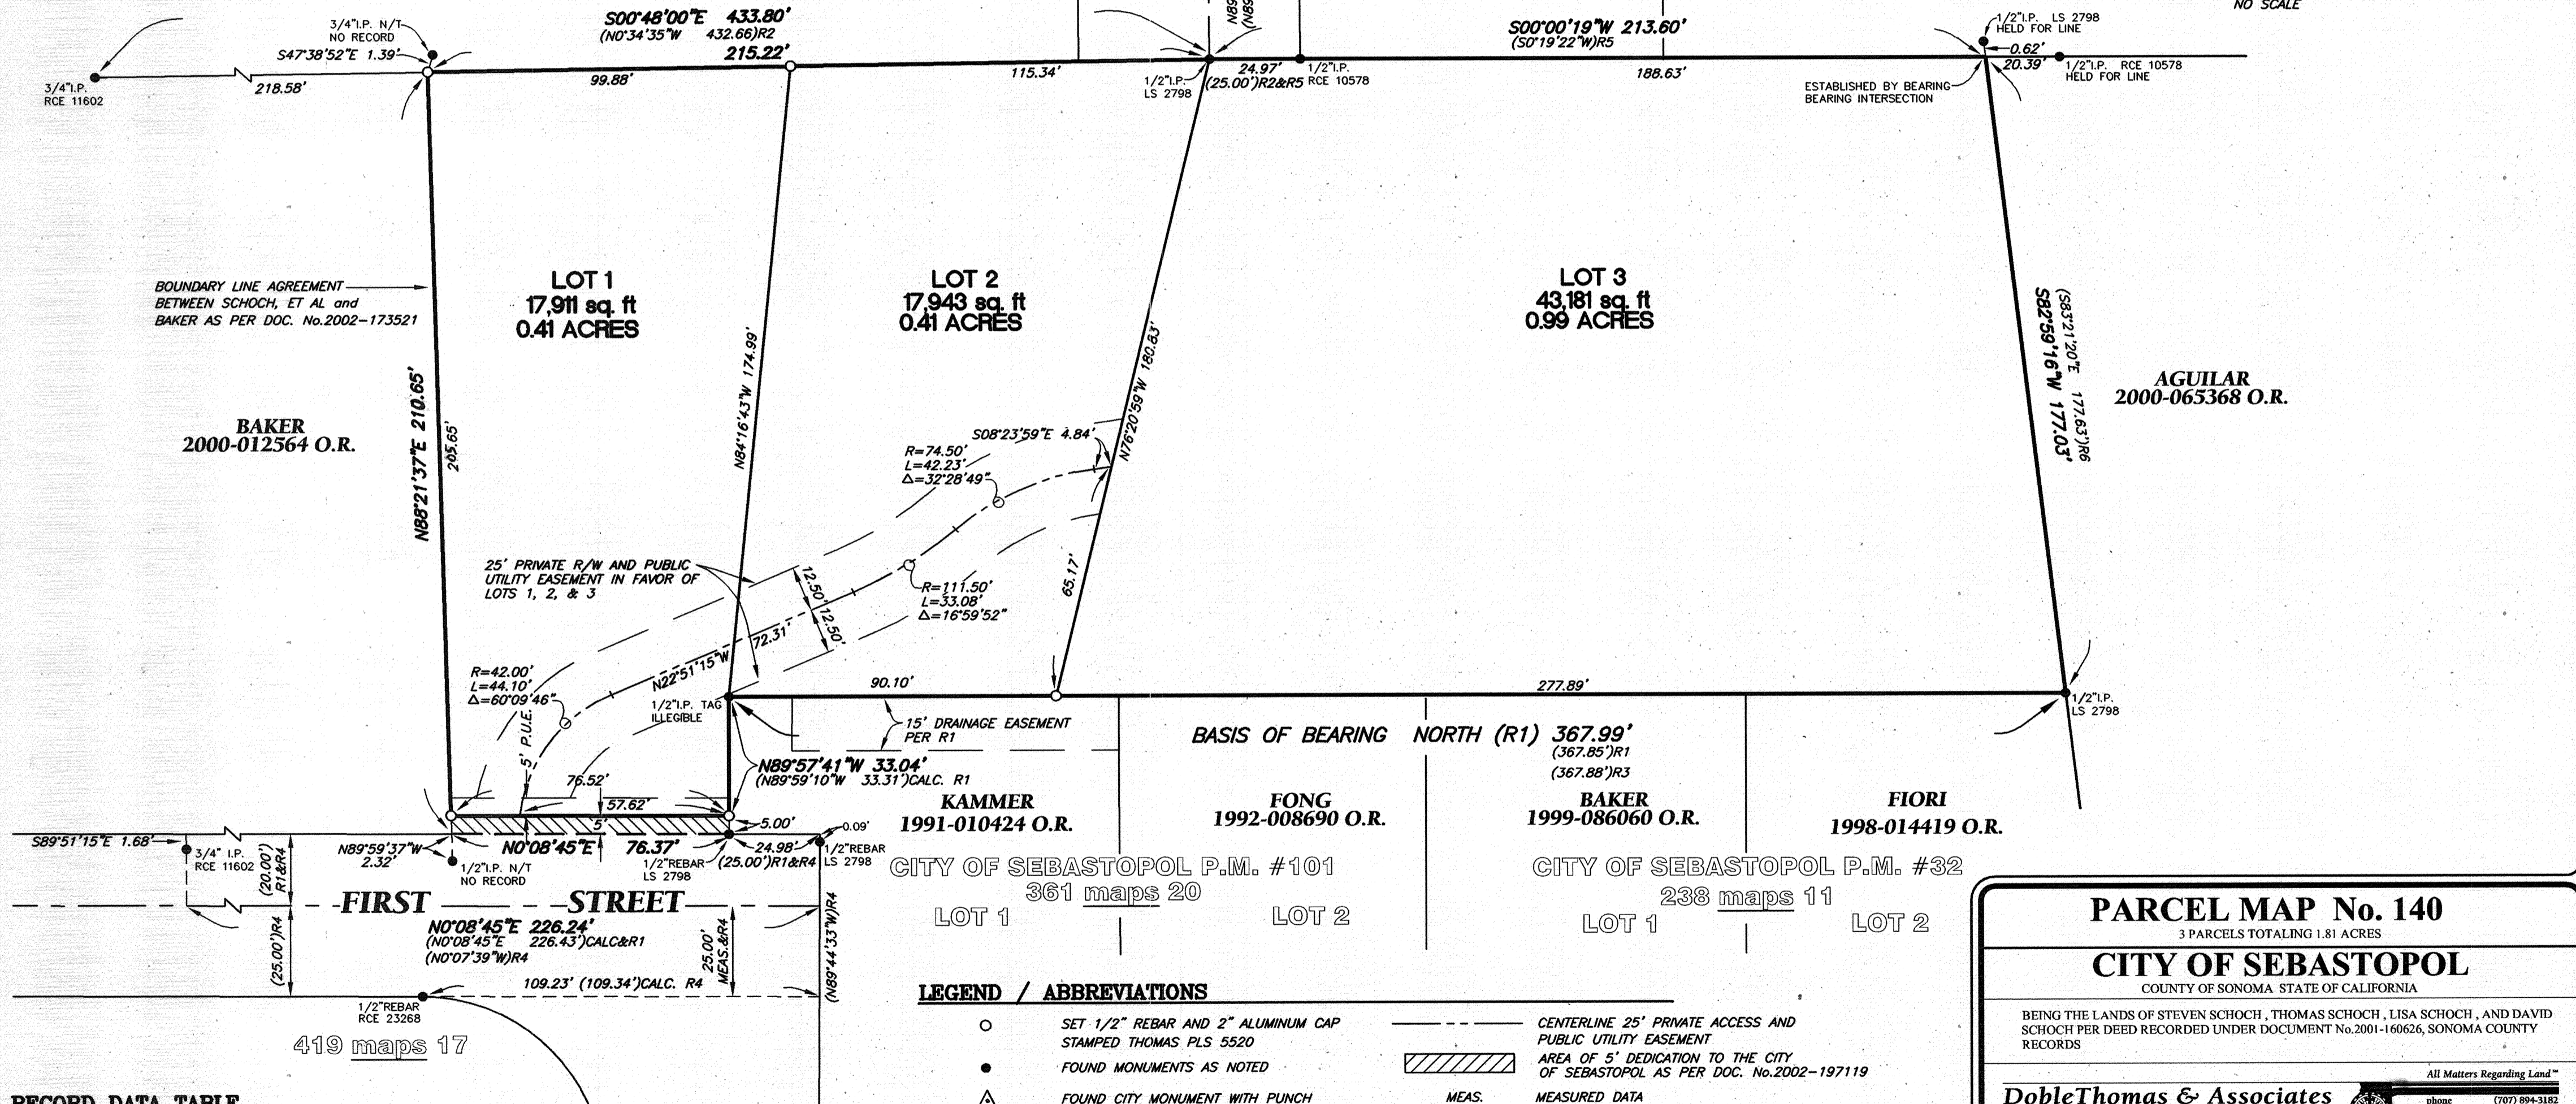 NO SCALE
3/4"I.P. N/T
NO RECORD
S47°38'52"E 1.39'
3/4"I.P.
RCE 11602
218.58'
S00°48'00"E 433.80'
(N0°34'35"W 432.66)R2
215.22'
99.88'
115.34'
1/2"I.P.
LS 2798
24.97'
(25.00')R2&R5
1/2"I.P.
RCE 10578
S00°00'19"W 213.60'
(S0°19'22"W)R5
188.63'
1/2"I.P. LS 2798
HELD FOR LINE
0.62'
20.39'
1/2"I.P. RCE 10578
HELD FOR LINE
ESTABLISHED BY BEARING
BEARING INTERSECTION
BOUNDARY LINE AGREEMENT
BETWEEN SCHOCH, ET AL and
BAKER AS PER DOC. No.2002-173521
LOT 1
17,911 sq. ft
0.41 ACRES
LOT 2
17,943 sq. ft
0.41 ACRES
LOT 3
43,181 sq. ft
0.99 ACRES
BAKER
2000-012564 O.R.
N88°21'37"E 210.65'
205.65'
N84°16'43"W 174.99'
N76°20'59"W 180.83'
65.17'
(S83°21'20"E 177.63')R6
S82°59'16"W 177.03'
AGUILAR
2000-065368 O.R.
S08°23'59"E 4.84'
R=74.50'
L=42.23'
Δ=32°28'49"
25' PRIVATE R/W AND PUBLIC
UTILITY EASEMENT IN FAVOR OF
LOTS 1, 2, & 3
12.50'
12.50'
R=111.50'
L=33.08'
Δ=16°59'52"
N22°51'15"W
72.31'
R=42.00'
L=44.10'
Δ=60°09'46"
5' P.U.E.
1/2"I.P. TAG
ILLEGIBLE
90.10'
277.89'
1/2"I.P.
LS 2798
15' DRAINAGE EASEMENT
PER R1
BASIS OF BEARING NORTH (R1) 367.99'
(367.85')R1
(367.88')R3
N89°57'41"W 33.04'
(N89°59'10"W 33.31')CALC. R1
76.52'
57.62'
5'
5.00'
0.09'
KAMMER
1991-010424 O.R.
FONG
1992-008690 O.R.
BAKER
1999-086060 O.R.
FIORI
1998-014419 O.R.
S89°51'15"E 1.68'
3/4" I.P.
RCE 11602
(20.00')
R1&R4
N89°59'37"W
2.32'
1/2"I.P. N/T
NO RECORD
N0°08'45"E 76.37'
1/2"REBAR
LS 2798
24.98'
(25.00')R1&R4
1/2"REBAR
LS 2798
CITY OF SEBASTOPOL P.M. #101
361 maps 20
LOT 1
LOT 2
CITY OF SEBASTOPOL P.M. #32
238 maps 11
LOT 1
LOT 2
FIRST STREET
N0°08'45"E 226.24'
(N0°08'45"E 226.43')CALC&R1
(N0°07'39"W)R4
(25.00')R4
25.00'
MEAS.&R4
(N89°44'33"W)R4
109.23' (109.34')CALC. R4
1/2"REBAR
RCE 23268
419 maps 17
RECORD DATA TABLE
LEGEND / ABBREVIATIONS
SET 1/2" REBAR AND 2" ALUMINUM CAP
STAMPED THOMAS PLS 5520
FOUND MONUMENTS AS NOTED
FOUND CITY MONUMENT WITH PUNCH
CENTERLINE 25' PRIVATE ACCESS AND
PUBLIC UTILITY EASEMENT
AREA OF 5' DEDICATION TO THE CITY
OF SEBASTOPOL AS PER DOC. No.2002-197119
MEAS. MEASURED DATA
PARCEL MAP No. 140
3 PARCELS TOTALING 1.81 ACRES
CITY OF SEBASTOPOL
COUNTY OF SONOMA STATE OF CALIFORNIA
BEING THE LANDS OF STEVEN SCHOCH , THOMAS SCHOCH , LISA SCHOCH , AND DAVID
SCHOCH PER DEED RECORDED UNDER DOCUMENT No.2001-160626, SONOMA COUNTY
RECORDS
All Matters Regarding Land℠
DobleThomas & Associates
phone (707) 894-3182